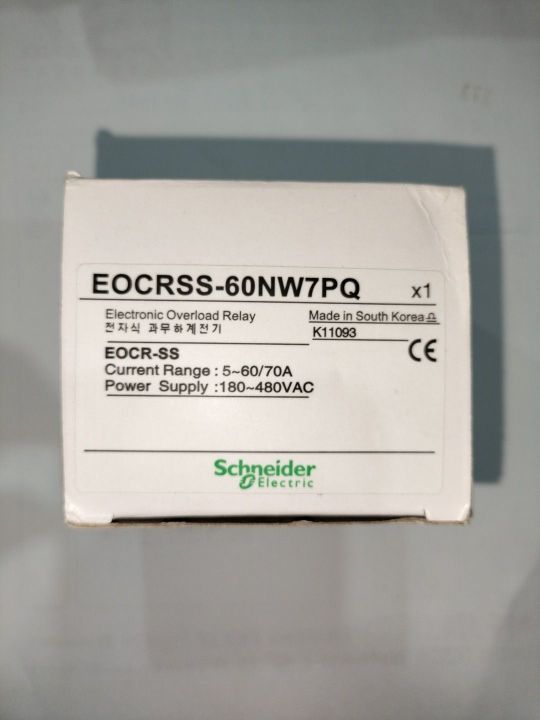 EOCRSS-60NW7PQ x1
Electronic Overload Relay Made in South Korea
전자식 과무하계전기 K11093
EOCR-SS CE
Current Range : 5~60/70A
Power Supply :180~480VAC
Schneider
Electric